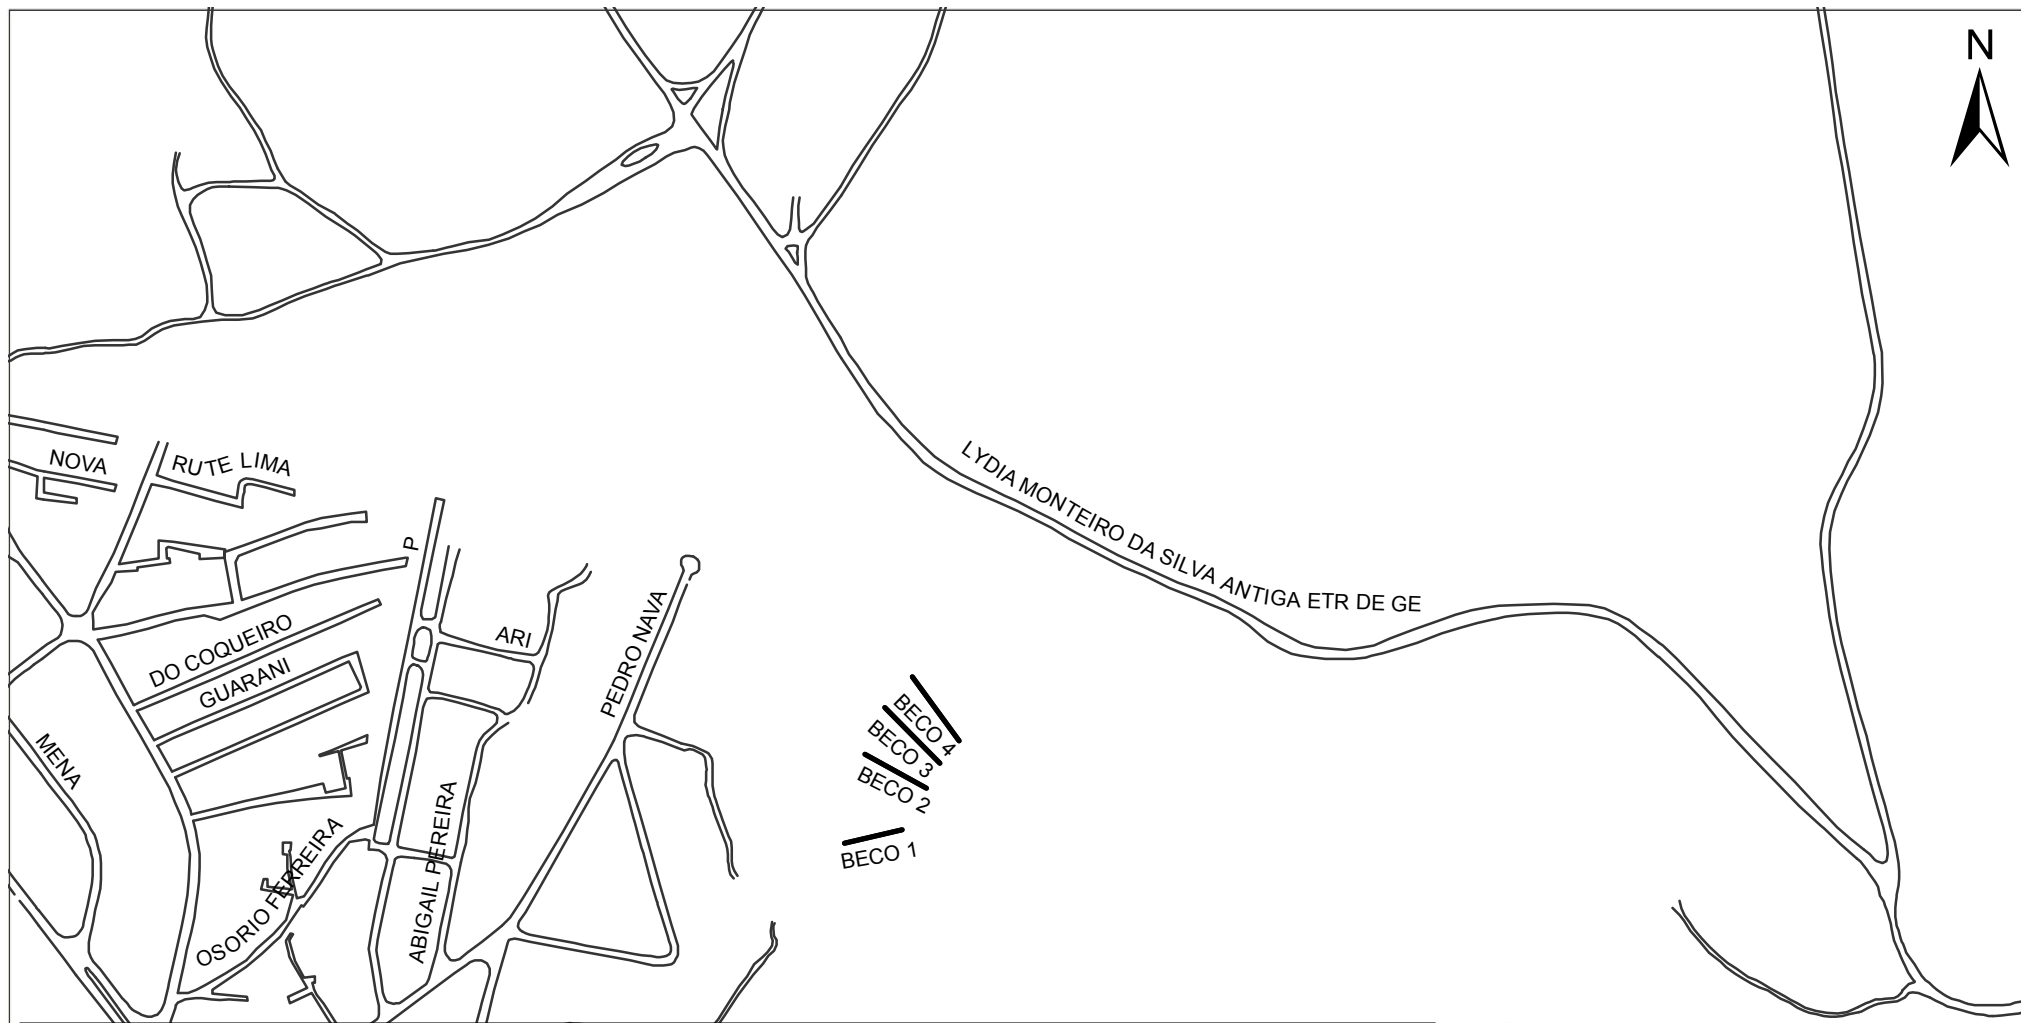 N
NOVA
RUTE LIMA
LYDIA MONTEIRO DA SILVA ANTIGA ETR DE GE
P
ARI
PEDRO NAVA
DO COQUEIRO
GUARANI
MENA
BECO 4
BECO 3
BECO 2
BECO 1
OSORIO FERREIRA
ABIGAIL PEREIRA